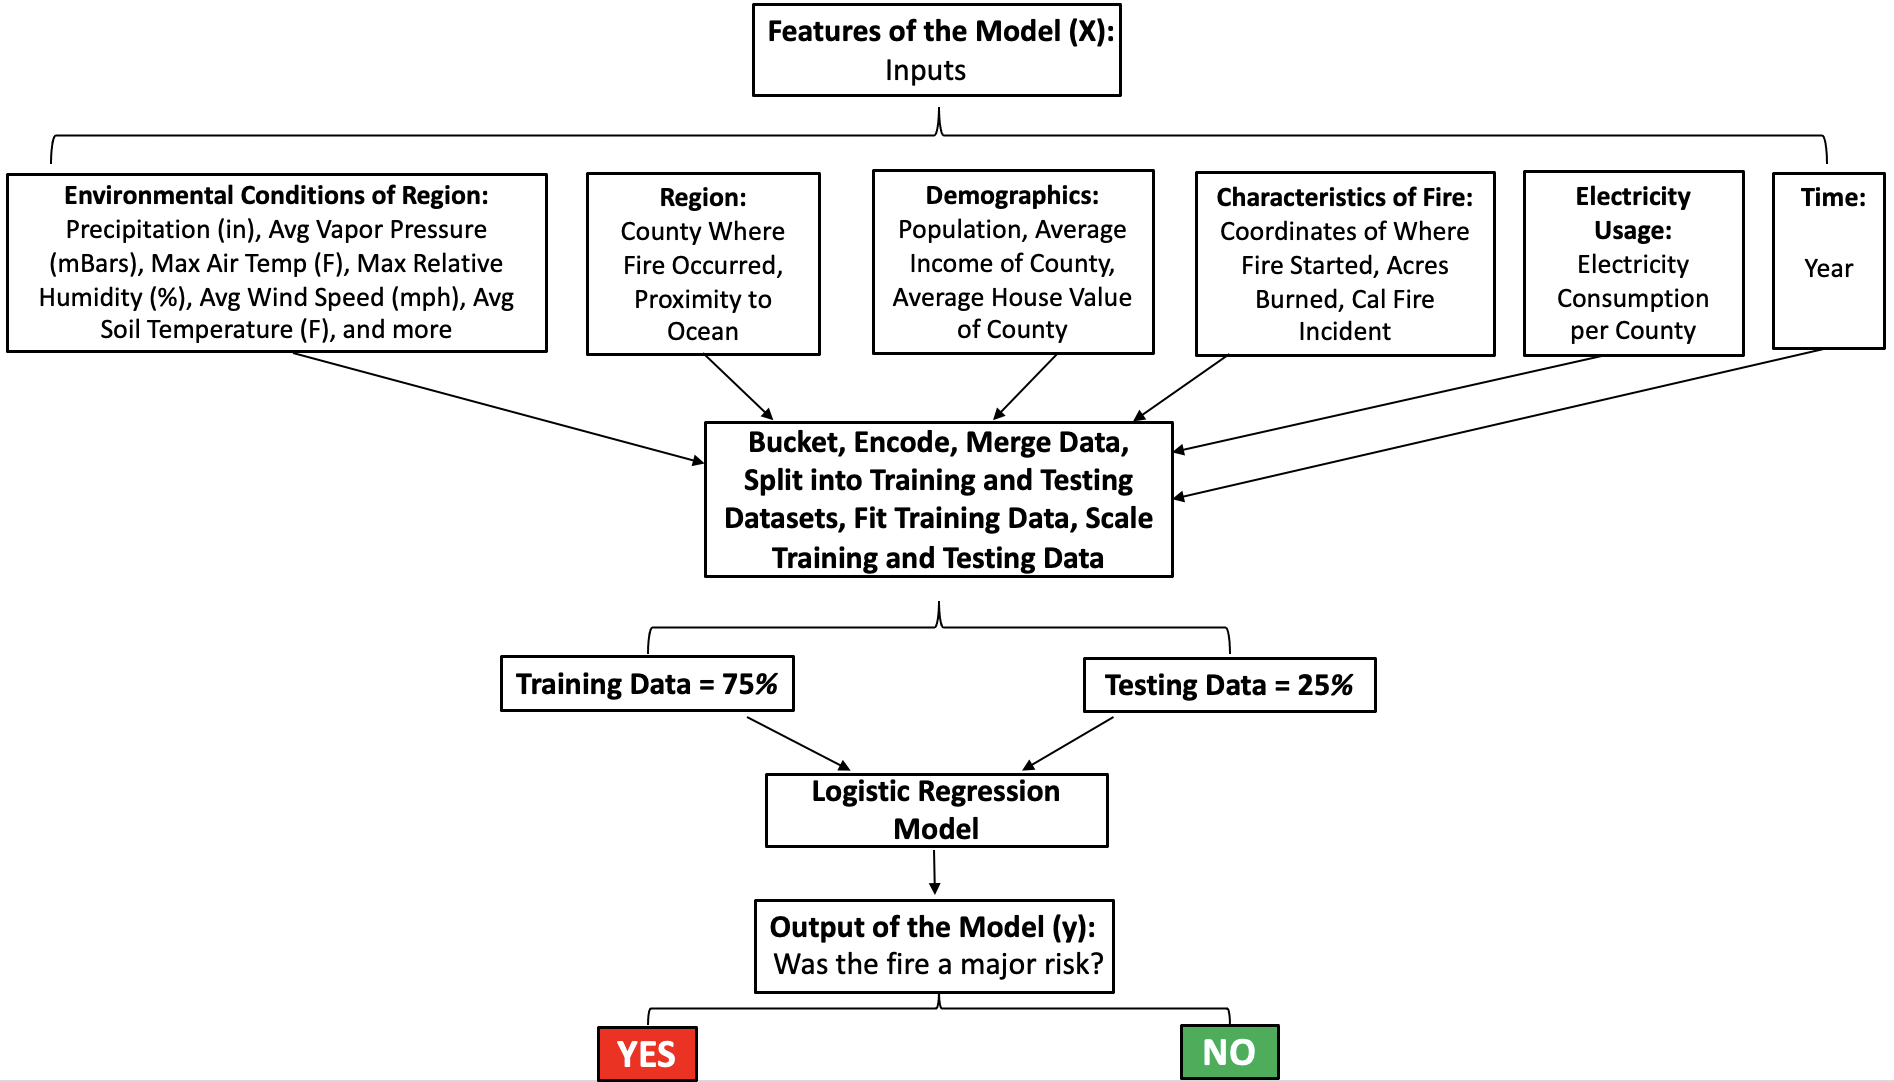 Features of the Model (X):
Inputs
Environmental Conditions of Region:
Precipitation (in), Avg Vapor Pressure
(mBars), Max Air Temp (F), Max Relative
Humidity (%), Avg Wind Speed (mph), Avg
Soil Temperature (F), and more
Region:
County Where
Fire Occurred,
Proximity to
Ocean
Demographics:
Population, Average
Income of County,
Average House Value
of County
Characteristics of Fire:
Coordinates of Where
Fire Started, Acres
Burned, Cal Fire
Incident
Electricity
Usage:
Electricity
Consumption
per County
Time:
Year
Bucket, Encode, Merge Data,
Split into Training and Testing
Datasets, Fit Training Data, Scale
Training and Testing Data
Training Data = 75%
Testing Data = 25%
Logistic Regression
Model
Output of the Model (y):
Was the fire a major risk?
YES
NO